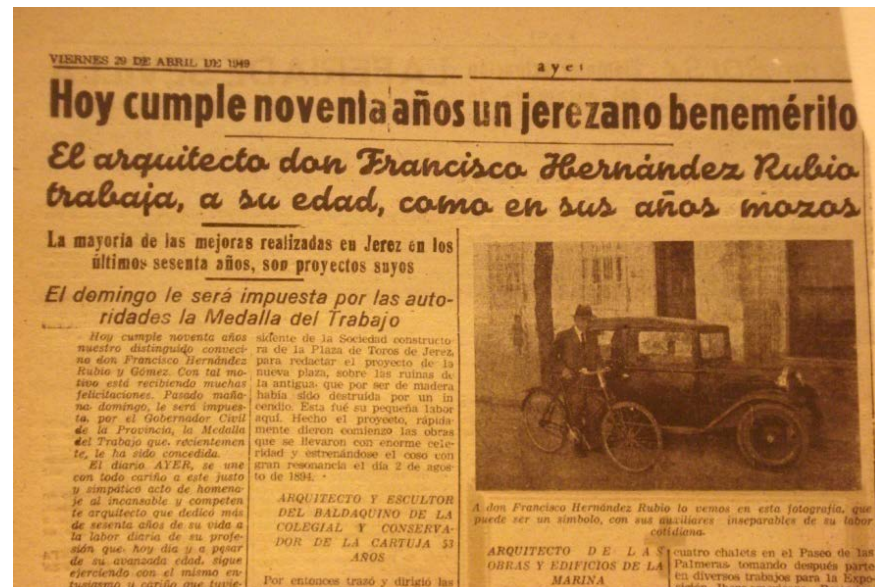 VIERNES 29 DE ABRIL DE 1949
ayer
Hoy cumple noventa años un jerezano benemérito
El arquitecto don Francisco Hernández Rubio
trabaja, a su edad, como en sus años mozos
La mayoría de las mejoras realizadas en Jerez en los
últimos sesenta años, son proyectos suyos
El domingo le será impuesta por las auto-
ridades la Medalla del Trabajo
Hoy cumple noventa años
nuestro distinguido conveci-
no don Francisco Hernández
Rubio y Gómez. Con tal mo-
tivo está recibiendo muchas
felicitaciones. Pasado maña-
na domingo, le será impues-
ta, por el Gobernador Civil
de la Provincia, la Medalla
del Trabajo que, recientemen
te, le ha sido concedida.
El diario AYER, se une
con todo cariño a este justo
y simpático acto de homena-
je al incansable y competen
te arquitecto que dedicó más
de sesenta años de su vida a
la labor diaria de su profe-
sión que, hoy día y a pesar
de su avanzada edad, sigue
ejerciendo con el mismo en-
tusiasmo y cariño que tuvie-
sidente de la Sociedad constructo
ra de la Plaza de Toros de Jerez,
para redactar el proyecto de la
nueva plaza, sobre las ruinas de
la antigua, que por ser de madera
había sido destruida por un in
cendio. Esta fué su pequeña labor
aquí. Hecho el proyecto, rápida-
mente dieron comienzo las obras
que se llevaron con enorme cele-
ridad y estrenándose el coso con
gran resonancia el día 2 de agos-
to de 1894.
ARQUITECTO Y ESCULTOR
DEL BALDAQUINO DE LA
COLEGIAL Y CONSERVA-
DOR DE LA CARTUJA 53
AÑOS
Por entonces trazó y dirigió las
A don Francisco Hernández Rubio lo vemos en esta fotografía, que
puede ser un símbolo, con sus auxiliares inseparables de su labor
cotidiana.
ARQUITECTO DE LAS
OBRAS Y EDIFICIOS DE LA
MARINA
cuatro chalets en el Paseo de las
Palmeras tomando después parte
en diversos trabajos para la Expo